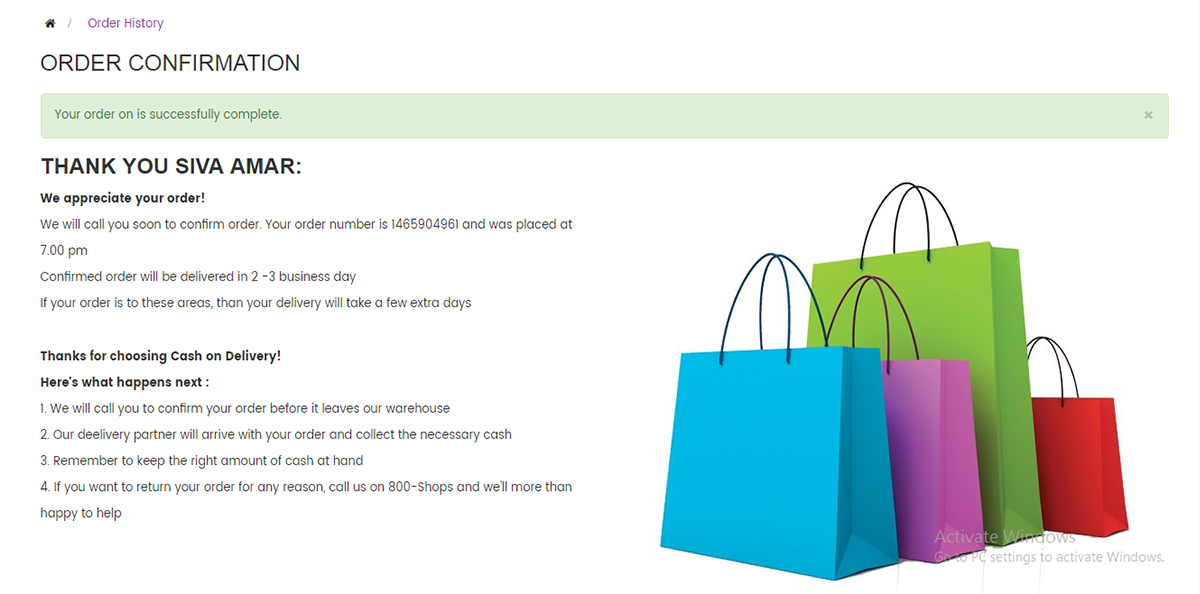 / Order History
ORDER CONFIRMATION
Your order on is successfully complete.
×
THANK YOU SIVA AMAR:
We appreciate your order!
We will call you soon to confirm order. Your order number is 1465904961 and was placed at
7.00 pm
Confirmed order will be delivered in 2 -3 business day
If your order is to these areas, than your delivery will take a few extra days
Thanks for choosing Cash on Delivery!
Here's what happens next :
1. We will call you to confirm your order before it leaves our warehouse
2. Our deelivery partner will arrive with your order and collect the necessary cash
3. Remember to keep the right amount of cash at hand
4. If you want to return your order for any reason, call us on 800-Shops and we'll more than
happy to help
Activate Windows
Go to PC settings to activate Windows.